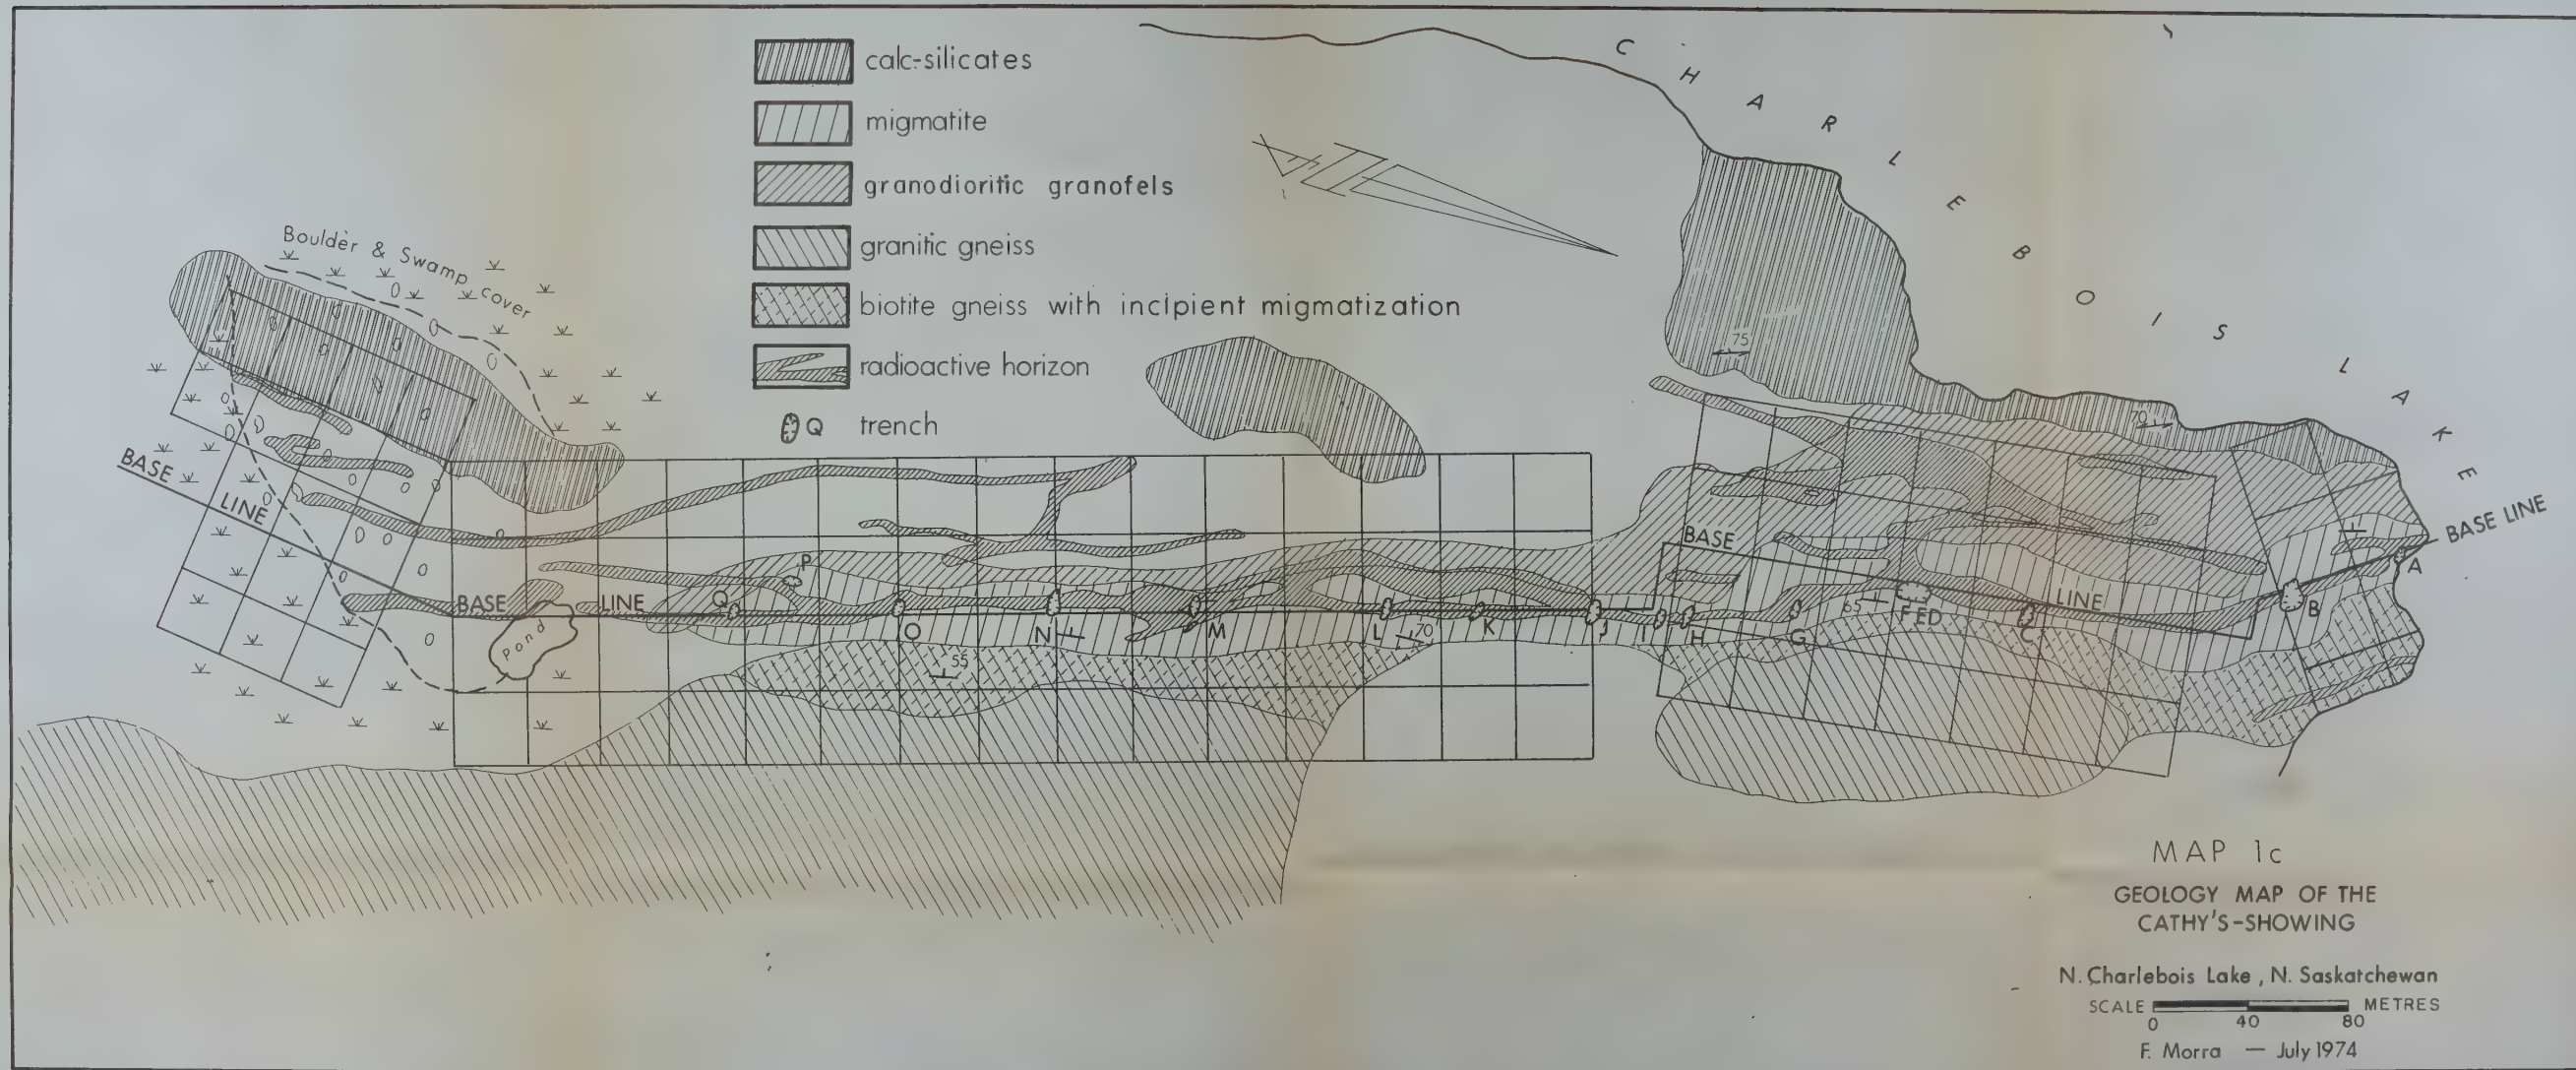 calc-silicates
migmatite
granodioritic granofels
granitic gneiss
biotite gneiss with incipient migmatization
radioactive horizon
Q trench
CHARLEBOIS LAKE
Boulder & Swamp cover
BASE LINE
BASE LINE
BASE LINE
BASE LINE
Pond
75
70
55
70
65
Q
P
O
N
M
L
K
J
I
H
G
FED
C
B
A
MAP 1c
GEOLOGY MAP OF THE
CATHY'S-SHOWING
N. Charlebois Lake, N. Saskatchewan
SCALE METRES
0 40 80
F. Morra — July 1974